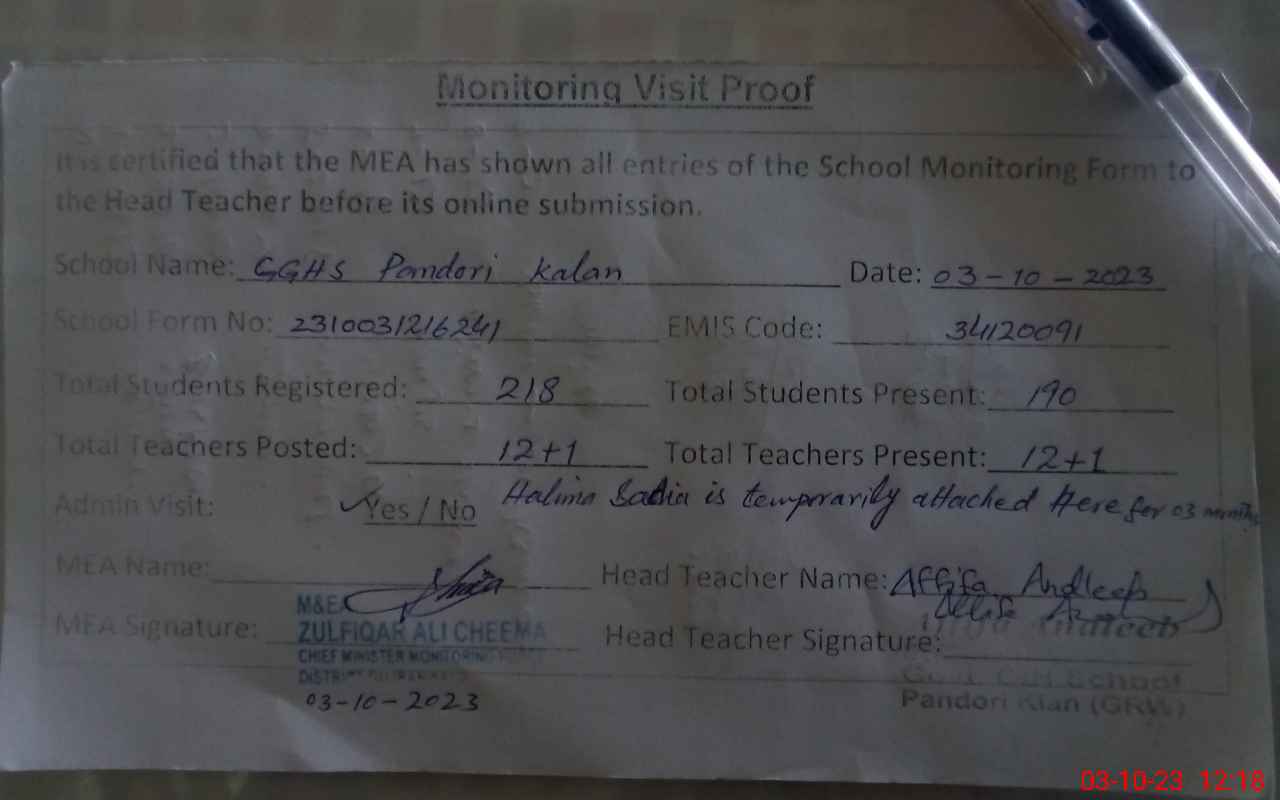 Monitoring Visit Proof
It is certified that the MEA has shown all entries of the School Monitoring Form to
the Head Teacher before its online submission.
School Name: GGHS Pandori Kalan Date: 03-10-2023
School Form No: 2310031216241 EMIS Code: 34120091
Total Students Registered: 218 Total Students Present: 190
Total Teachers Posted: 12+1 Total Teachers Present: 12+1
Admin Visit: Yes / No Halima Sadia is temporarily attached Here for 03 months
MEA Name: Head Teacher Name: Affifa Andleeb
M&EA
MEA Signature: ZULFIQAR ALI CHEEMA Head Teacher Signature:
Andleeb
CHIEF MINISTER MONITORING
03-10-2023
School
Pandori Klan (GRW)
03-10-23 12:18